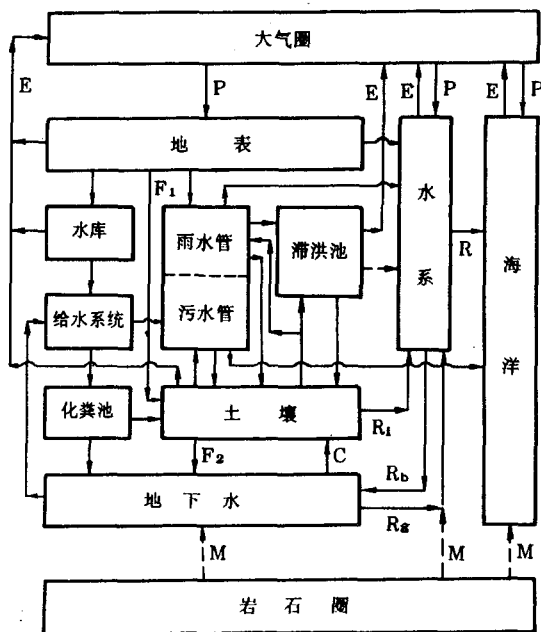 大气圈
E P E E P E P
地表
F₁
水库 雨水管 滞洪池 水系 R 海洋
给水系统 污水管
化粪池 土壤 Rᵢ
F₂ C R_b
地下水 R_g
M M M
岩石圈